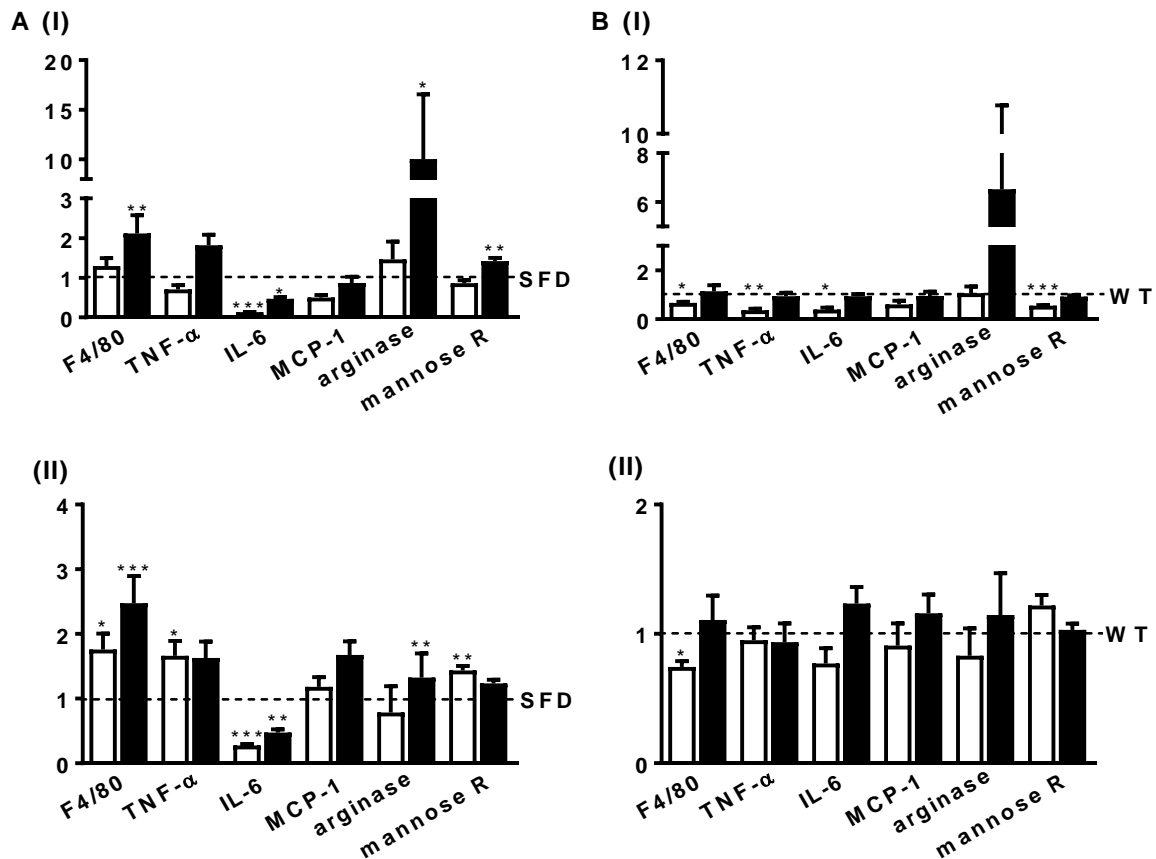 A (I)
20
15
10
3
2
1
0
** * *** * **
SFD
F4/80 TNF-α IL-6 MCP-1 arginase mannose R
B (I)
12
10
8
6
2
0
* ** * ***
WT
F4/80 TNF-α IL-6 MCP-1 arginase mannose R
(II)
4
3
2
1
0
* *** * *** ** ** **
SFD
F4/80 TNF-α IL-6 MCP-1 arginase mannose R
(II)
2
1
0
*
WT
F4/80 TNF-α IL-6 MCP-1 arginase mannose R